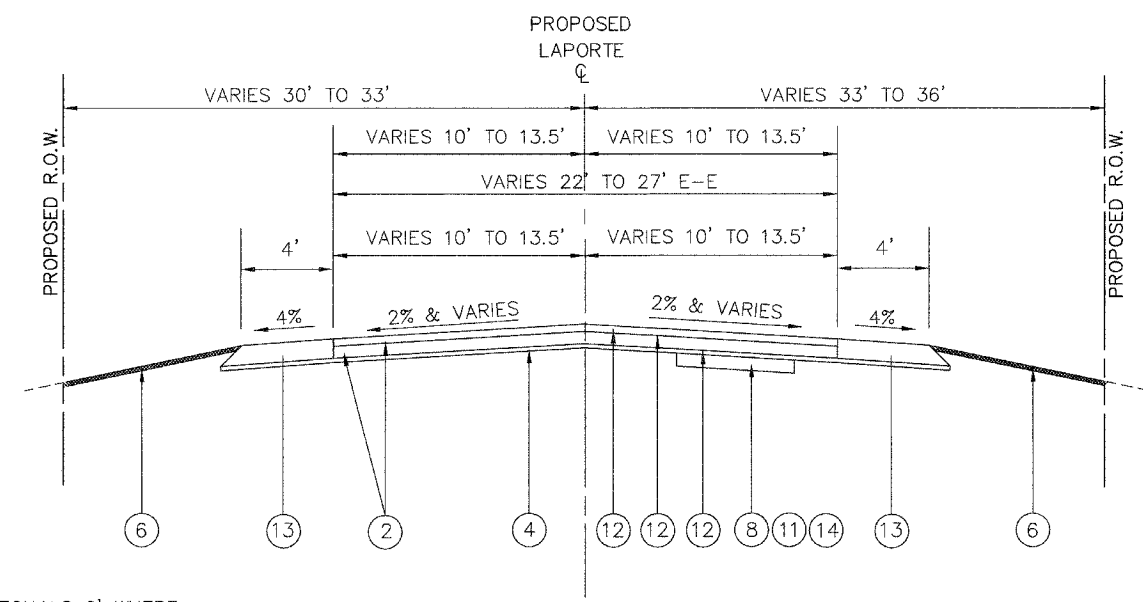 PROPOSED
LAPORTE
℄
VARIES 30' TO 33'
VARIES 33' TO 36'
PROPOSED R.O.W.
PROPOSED R.O.W.
VARIES 10' TO 13.5'
VARIES 10' TO 13.5'
VARIES 22' TO 27' E-E
VARIES 10' TO 13.5'
VARIES 10' TO 13.5'
4'
4'
4%
2% & VARIES
2% & VARIES
4%
6
13
2
4
12
12
12
8
11
14
13
6